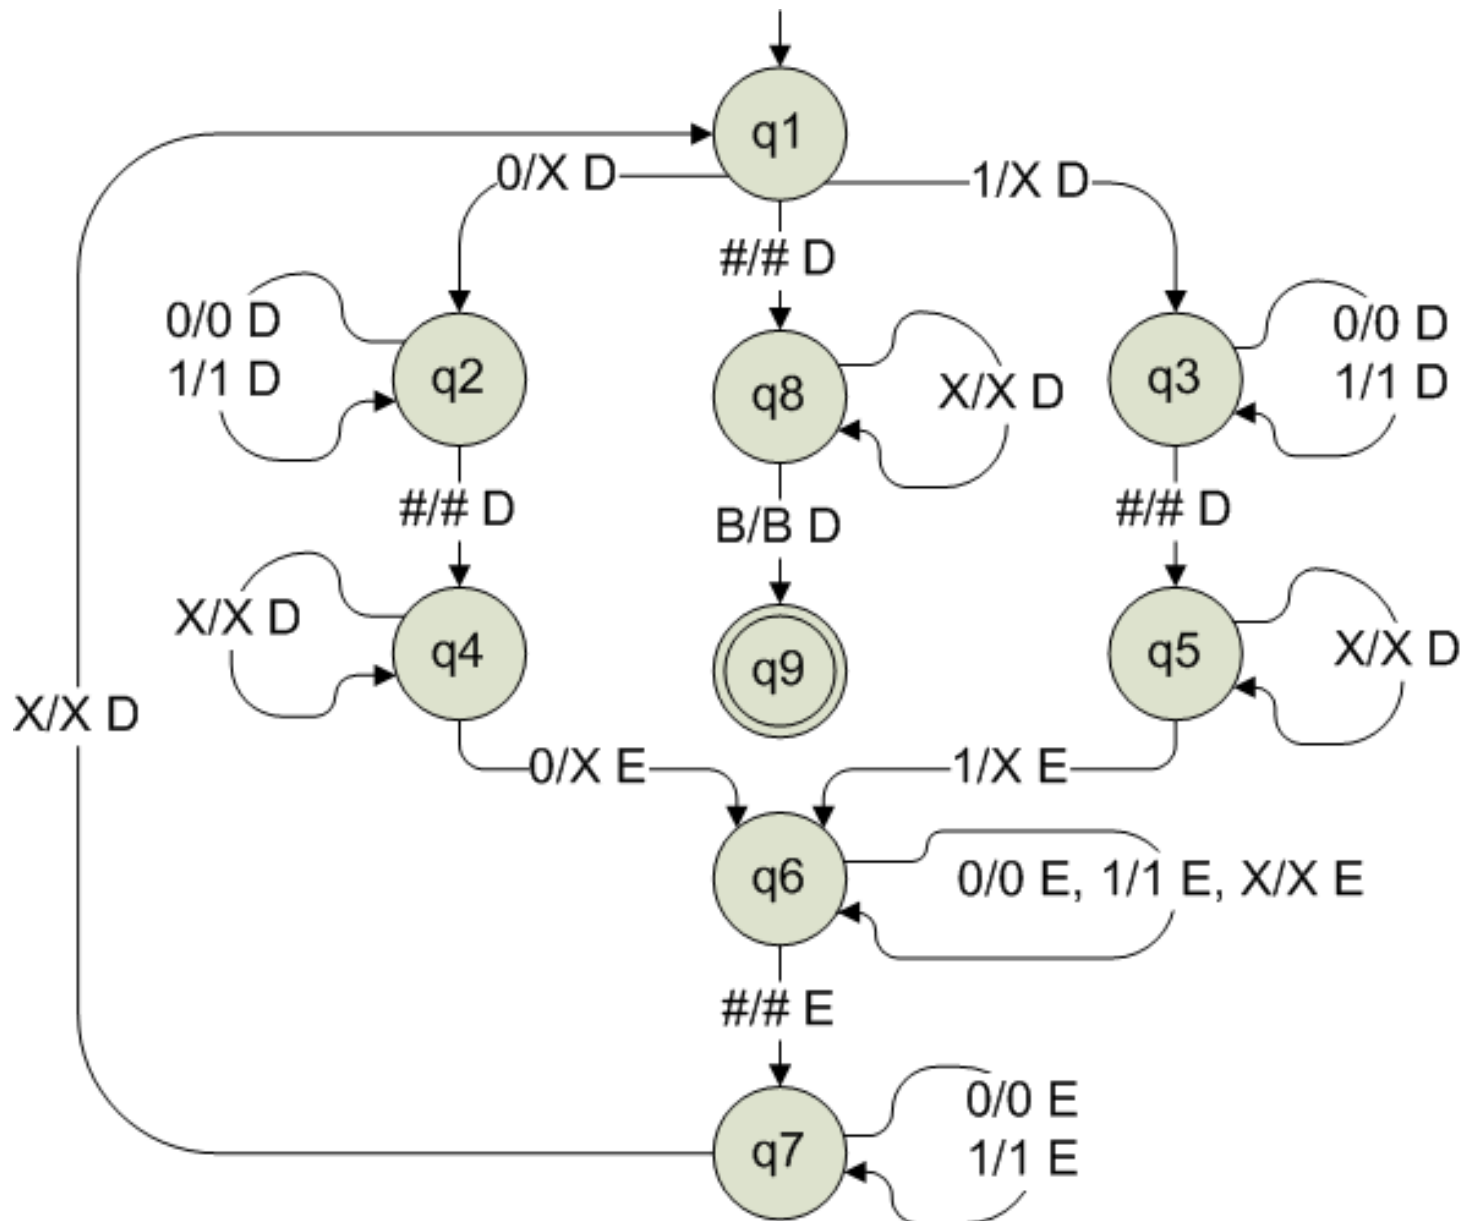 q1
0/X D
1/X D
#/# D
0/0 D
1/1 D
q2
q8
X/X D
q3
0/0 D
1/1 D
#/# D
B/B D
#/# D
X/X D
q4
q9
q5
X/X D
X/X D
0/X E
1/X E
q6
0/0 E, 1/1 E, X/X E
#/# E
q7
0/0 E
1/1 E